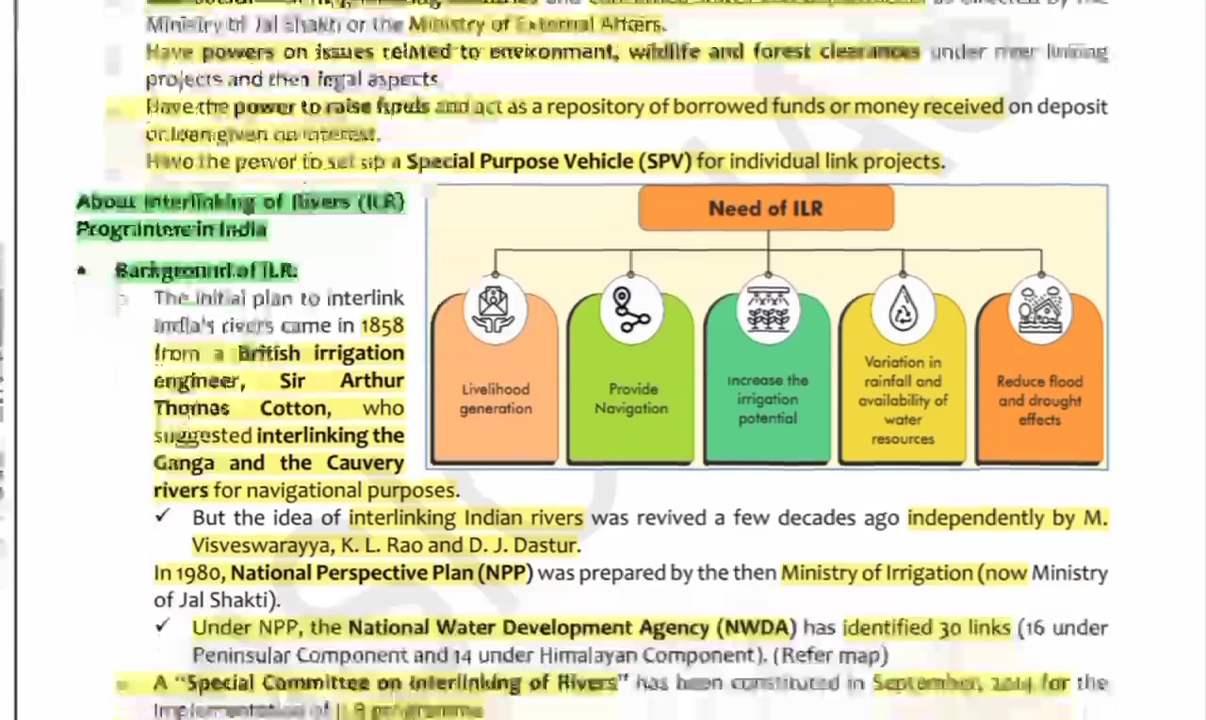 Ministry of Jal Shakti or the Ministry of External Affairs.
Have powers on issues related to environment, wildlife and forest clearances under river linking
projects and their legal aspects.
Have the power to raise funds and act as a repository of borrowed funds or money received on deposit
or loan given on interest.
Have the power to set up a Special Purpose Vehicle (SPV) for individual link projects.
About Interlinking of Rivers (ILR)
Programme in India
• Background of ILR:
The initial plan to interlink
India's rivers came in 1858
from a British irrigation
engineer, Sir Arthur
Thomas Cotton, who
suggested interlinking the
Ganga and the Cauvery
rivers for navigational purposes.
Need of ILR
Livelihood
generation
Provide
Navigation
Increase the
irrigation
potential
Variation in
rainfall and
availability of
water
resources
Reduce flood
and drought
effects
✓ But the idea of interlinking Indian rivers was revived a few decades ago independently by M.
Visveswarayya, K. L. Rao and D. J. Dastur.
In 1980, National Perspective Plan (NPP) was prepared by the then Ministry of Irrigation (now Ministry
of Jal Shakti).
✓ Under NPP, the National Water Development Agency (NWDA) has identified 30 links (16 under
Peninsular Component and 14 under Himalayan Component). (Refer map)
A "Special Committee on Interlinking of Rivers" has been constituted in September, 2014 for the
implementation of ILR programme